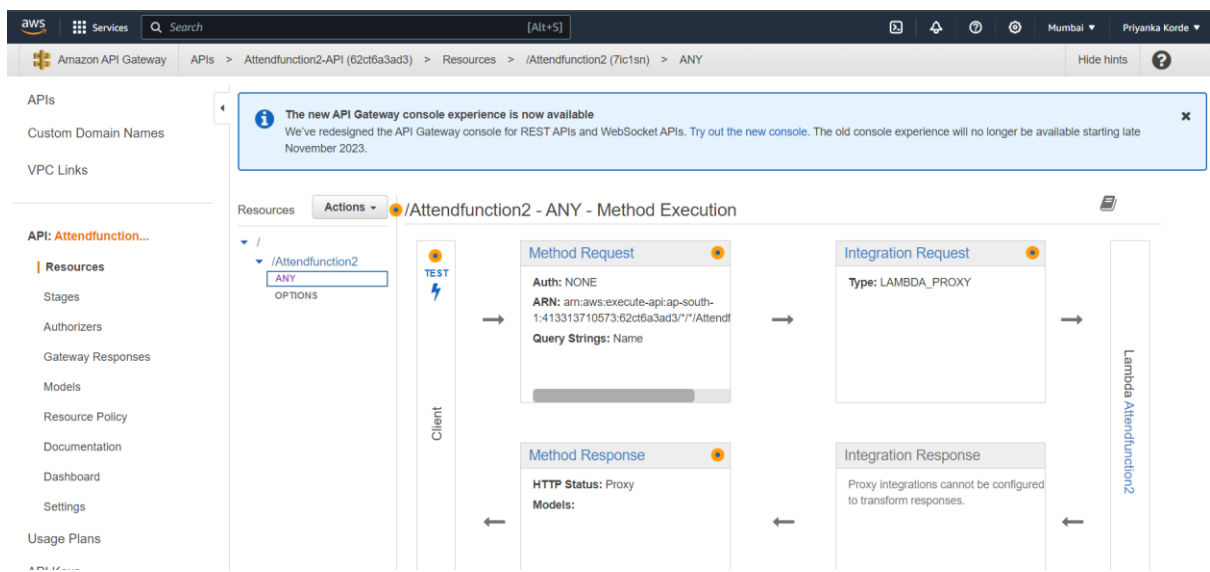 aws
Services
Search
[Alt+S]
Mumbai
Priyanka Korde
Amazon API Gateway
APIs > Attendfunction2-API (62ct6a3ad3) > Resources > /Attendfunction2 (7ic1sn) > ANY
Hide hints
APIs
Custom Domain Names
VPC Links
API: Attendfunction...
Resources
Stages
Authorizers
Gateway Responses
Models
Resource Policy
Documentation
Dashboard
Settings
Usage Plans
API Keys
The new API Gateway console experience is now available
We've redesigned the API Gateway console for REST APIs and WebSocket APIs. Try out the new console. The old console experience will no longer be available starting late
November 2023.
Resources
Actions
/
/Attendfunction2
ANY
OPTIONS
/Attendfunction2 - ANY - Method Execution
TEST
Client
Method Request
Auth: NONE
ARN: arn:aws:execute-api:ap-south-
1:413313710573:62ct6a3ad3/*/*/Attendf
Query Strings: Name
Integration Request
Type: LAMBDA_PROXY
Lambda Attendfunction2
Method Response
HTTP Status: Proxy
Models:
Integration Response
Proxy integrations cannot be configured
to transform responses.